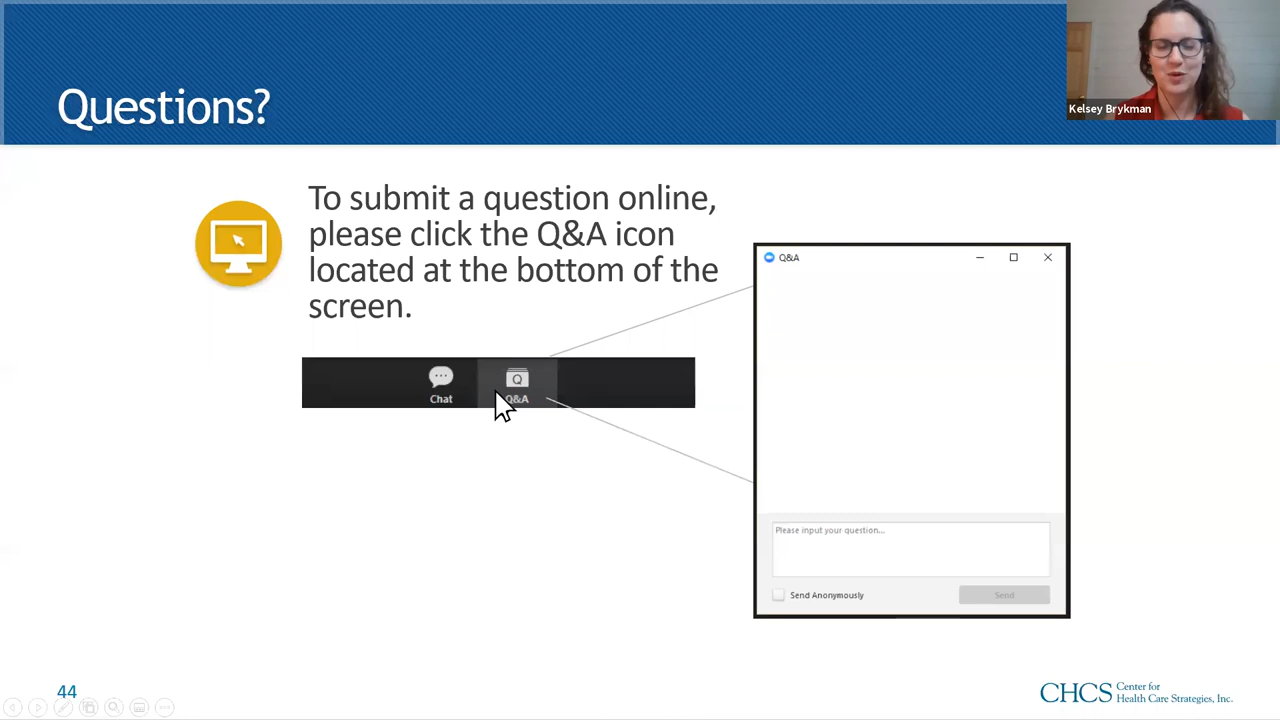 Questions?
Kelsey Brykman
To submit a question online,
please click the Q&A icon
located at the bottom of the
screen.
Chat
Q
Q&A
Q&A
Please input your question...
Send Anonymously
Send
44
CHCS Center for
Health Care Strategies, Inc.